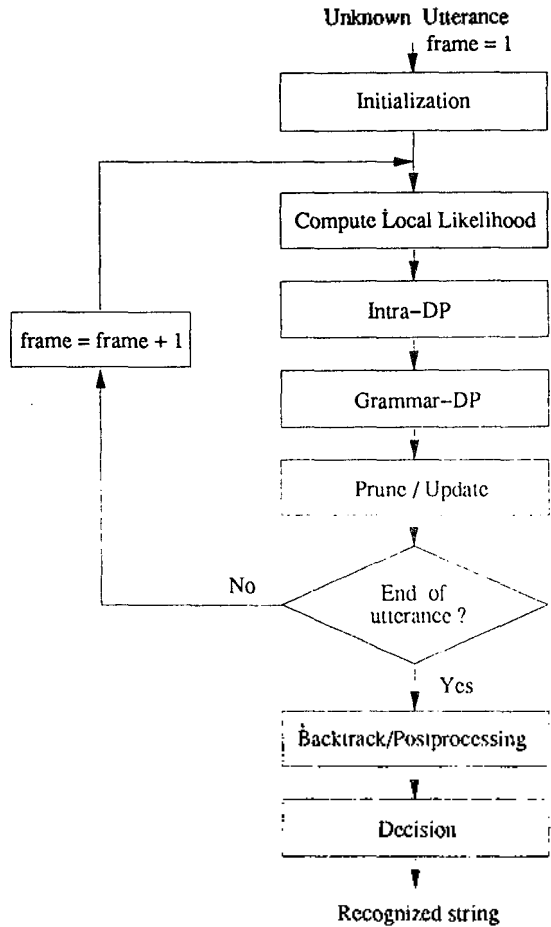 Unknown Utterance
frame = 1
Initialization
Compute Local Likelihood
Intra-DP
frame = frame + 1
Grammar-DP
Prune / Update
No
End of
utterance ?
Yes
Backtrack/Postprocessing
Decision
Recognized string